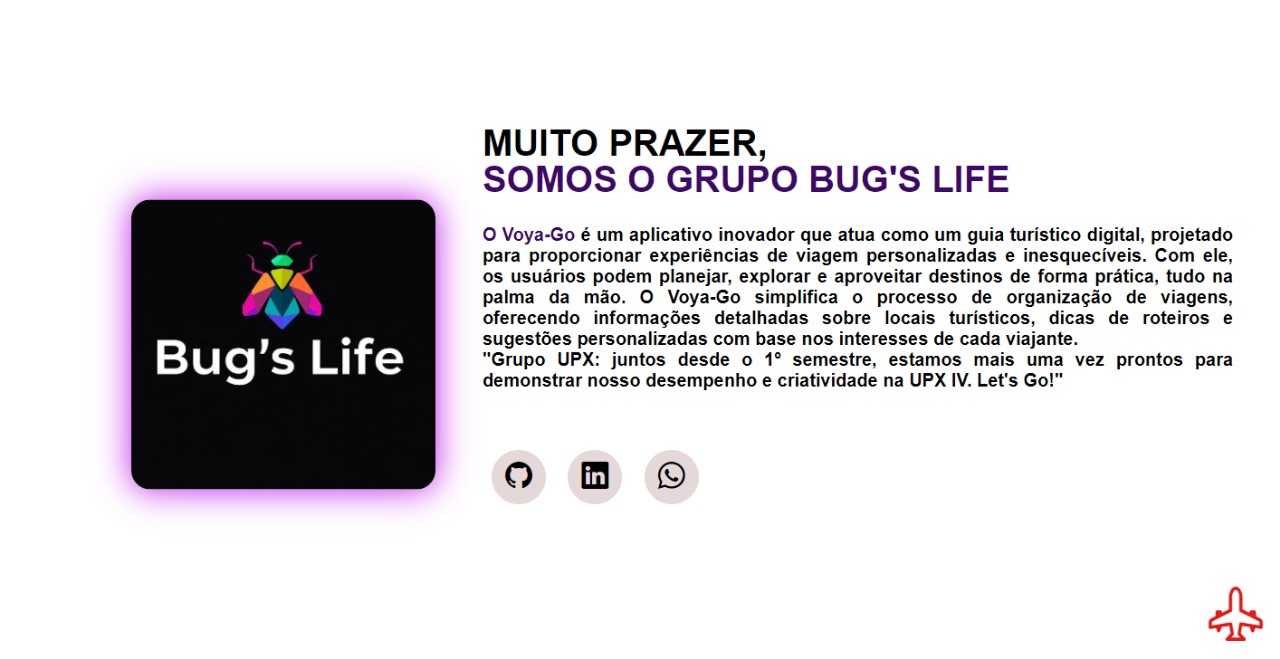 MUITO PRAZER,
SOMOS O GRUPO BUG'S LIFE
Bug's Life
O Voya-Go é um aplicativo inovador que atua como um guia turístico digital, projetado
para proporcionar experiências de viagem personalizadas e inesquecíveis. Com ele,
os usuários podem planejar, explorar e aproveitar destinos de forma prática, tudo na
palma da mão. O Voya-Go simplifica o processo de organização de viagens,
oferecendo informações detalhadas sobre locais turísticos, dicas de roteiros e
sugestões personalizadas com base nos interesses de cada viajante.
"Grupo UPX: juntos desde o 1º semestre, estamos mais uma vez prontos para
demonstrar nosso desempenho e criatividade na UPX IV. Let's Go!"
in